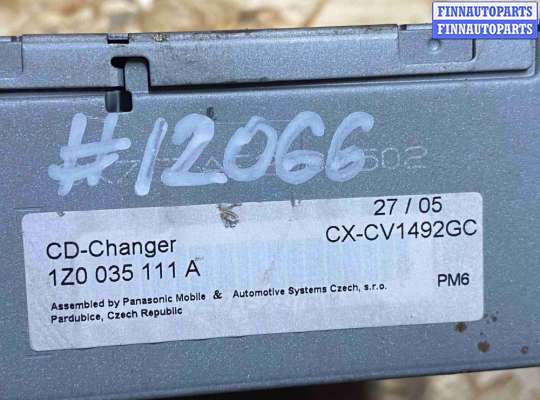 FINNAUTOPARTS
FINNAUTOPARTS
#12066
602
27 / 05
CD-Changer
CX-CV1492GC
1Z0 035 111 A
Assembled by Panasonic Mobile & Automotive Systems Czech, s.r.o.
PM6
Pardubice, Czech Republic